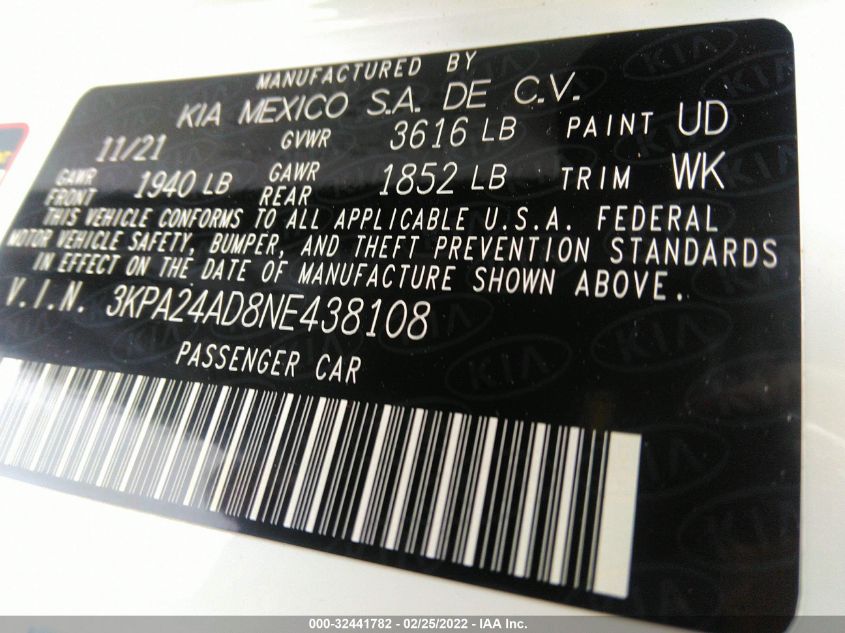 MANUFACTURED BY
KIA MEXICO S.A. DE C.V.
11/21 GVWR 3616 LB PAINT UD
GAWR FRONT 1940 LB GAWR REAR 1852 LB TRIM WK
THIS VEHICLE CONFORMS TO ALL APPLICABLE U.S.A. FEDERAL
MOTOR VEHICLE SAFETY, BUMPER, AND THEFT PREVENTION STANDARDS
IN EFFECT ON THE DATE OF MANUFACTURE SHOWN ABOVE.
V.I.N. 3KPA24AD8NE438108
PASSENGER CAR
000-32441782 - 02/25/2022 - IAA Inc.